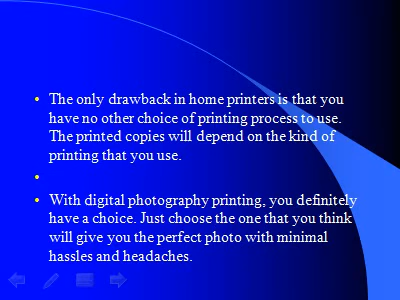 • The only drawback in home printers is that you
have no other choice of printing process to use.
The printed copies will depend on the kind of
printing that you use.
•
• With digital photography printing, you definitely
have a choice. Just choose the one that you think
will give you the perfect photo with minimal
hassles and headaches.